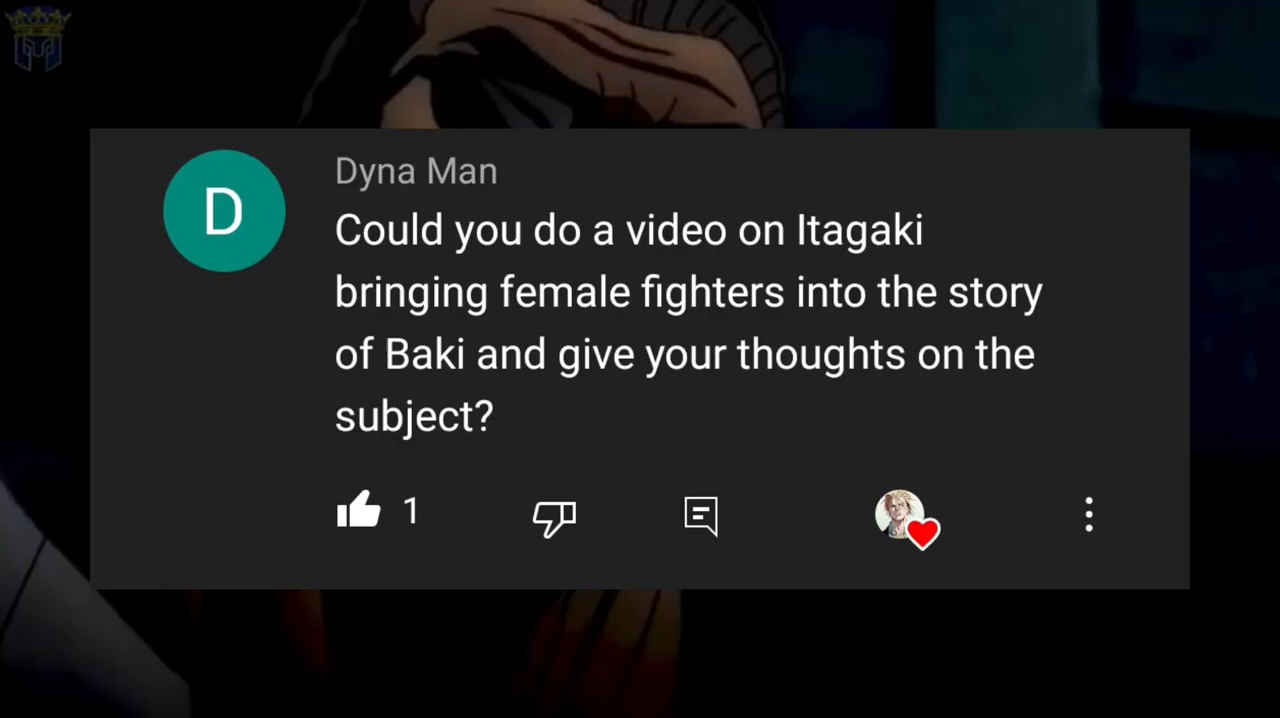 D
Dyna Man
Could you do a video on Itagaki
bringing female fighters into the story
of Baki and give your thoughts on the
subject?
1